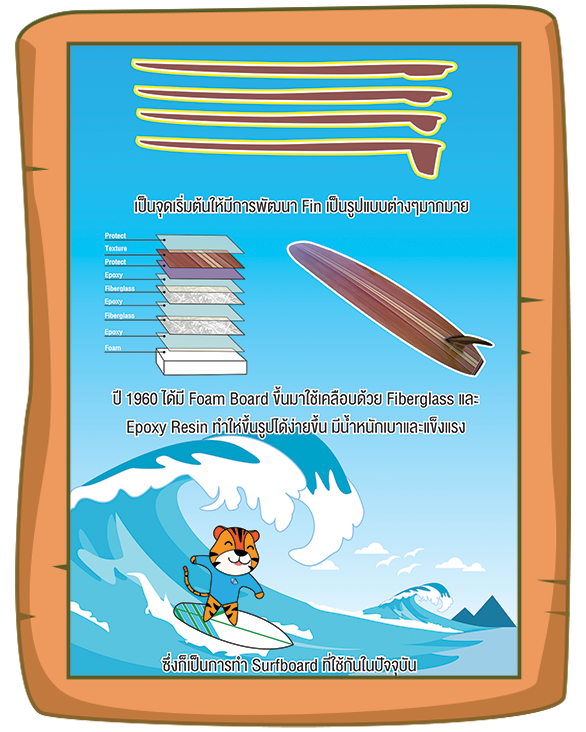 เป็นจุดเริ่มต้นให้มีการพัฒนา Fin เป็นรูปแบบต่างๆมากมาย
Protect
Texture
Protect
Epoxy
Fiberglass
Epoxy
Fiberglass
Epoxy
Foam
ปี 1960 ได้มี Foam Board ขึ้นมาใช้เคลือบด้วย Fiberglass และ
Epoxy Resin ทำให้ขึ้นรูปได้ง่ายขึ้น มีน้ำหนักเบาและแข็งแรง
ซึ่งก็เป็นการทำ Surfboard ที่ใช้กันในปัจจุบัน